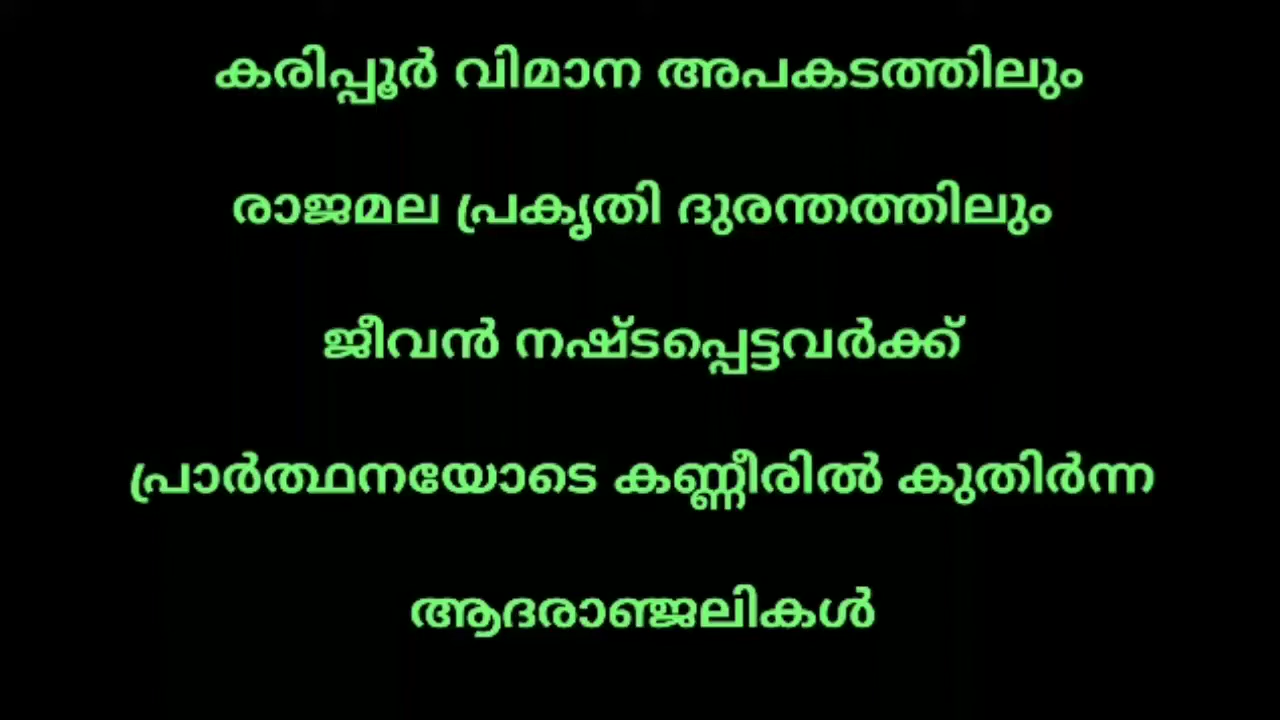 കരിപ്പൂർ വിമാന അപകടത്തിലും
രാജമല പ്രകൃതി ദുരന്തത്തിലും
ജീവൻ നഷ്ടപ്പെട്ടവർക്ക്
പ്രാർത്ഥനയോടെ കണ്ണീരിൽ കുതിർന്ന
ആദരാഞ്ജലികൾ